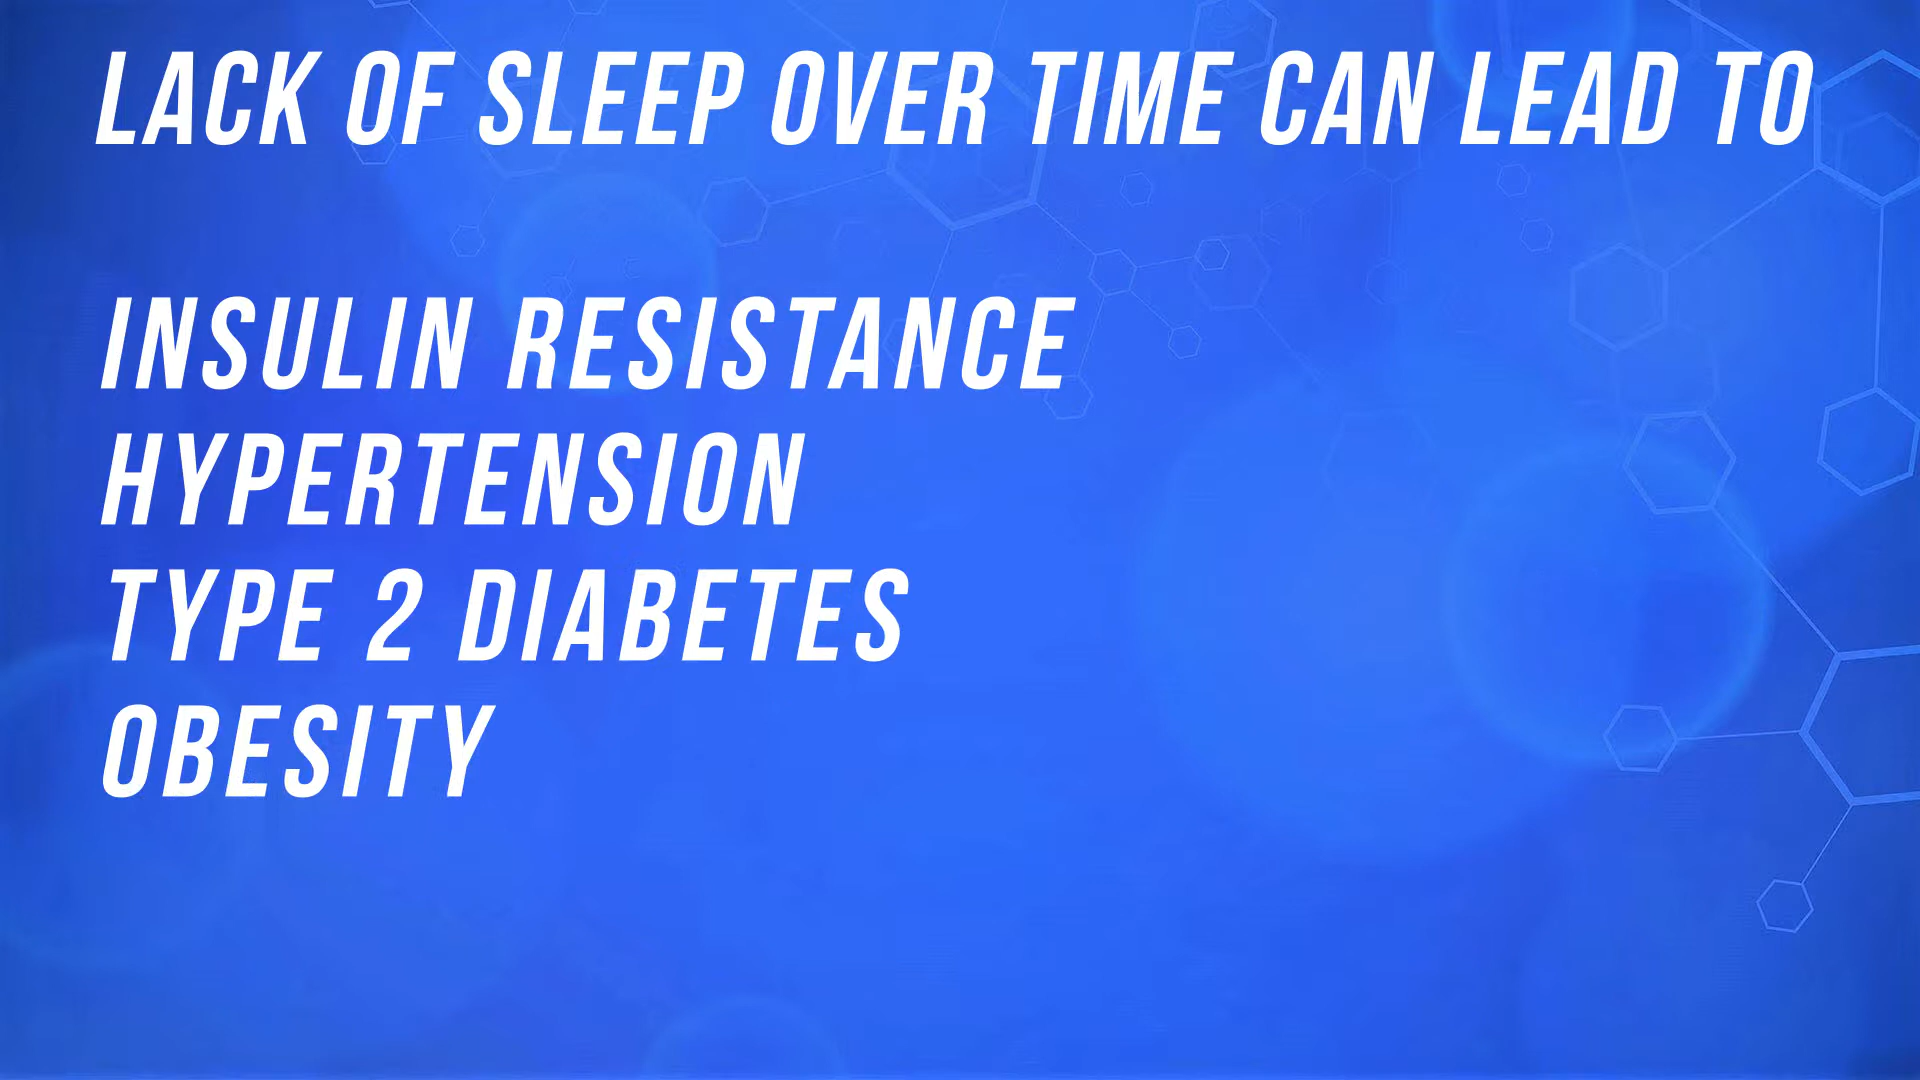 LACK OF SLEEP OVER TIME CAN LEAD TO
INSULIN RESISTANCE
HYPERTENSION
TYPE 2 DIABETES
OBESITY